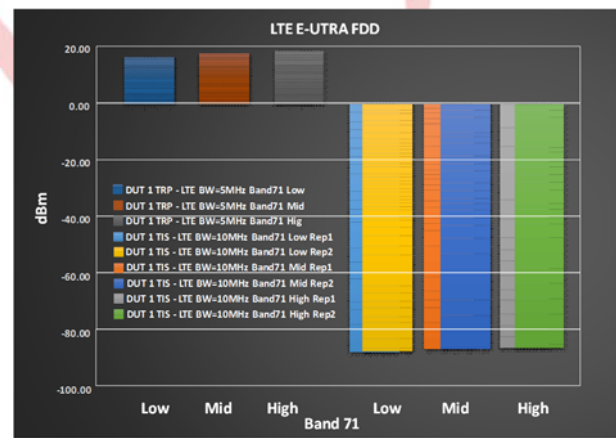 LTE E-UTRA FDD
20.00
0.00
-20.00
-40.00
-60.00
-80.00
-100.00
dBm
DUT 1 TRP - LTE BW=5MHz Band71 Low
DUT 1 TRP - LTE BW=5MHz Band71 Mid
DUT 1 TRP - LTE BW=5MHz Band71 Hig
DUT 1 TIS - LTE BW=10MHz Band71 Low Rep1
DUT 1 TIS - LTE BW=10MHz Band71 Low Rep2
DUT 1 TIS - LTE BW=10MHz Band71 Mid Rep1
DUT 1 TIS - LTE BW=10MHz Band71 Mid Rep2
DUT 1 TIS - LTE BW=10MHz Band71 High Rep1
DUT 1 TIS - LTE BW=10MHz Band71 High Rep2
Low Mid High Low Mid High
Band 71